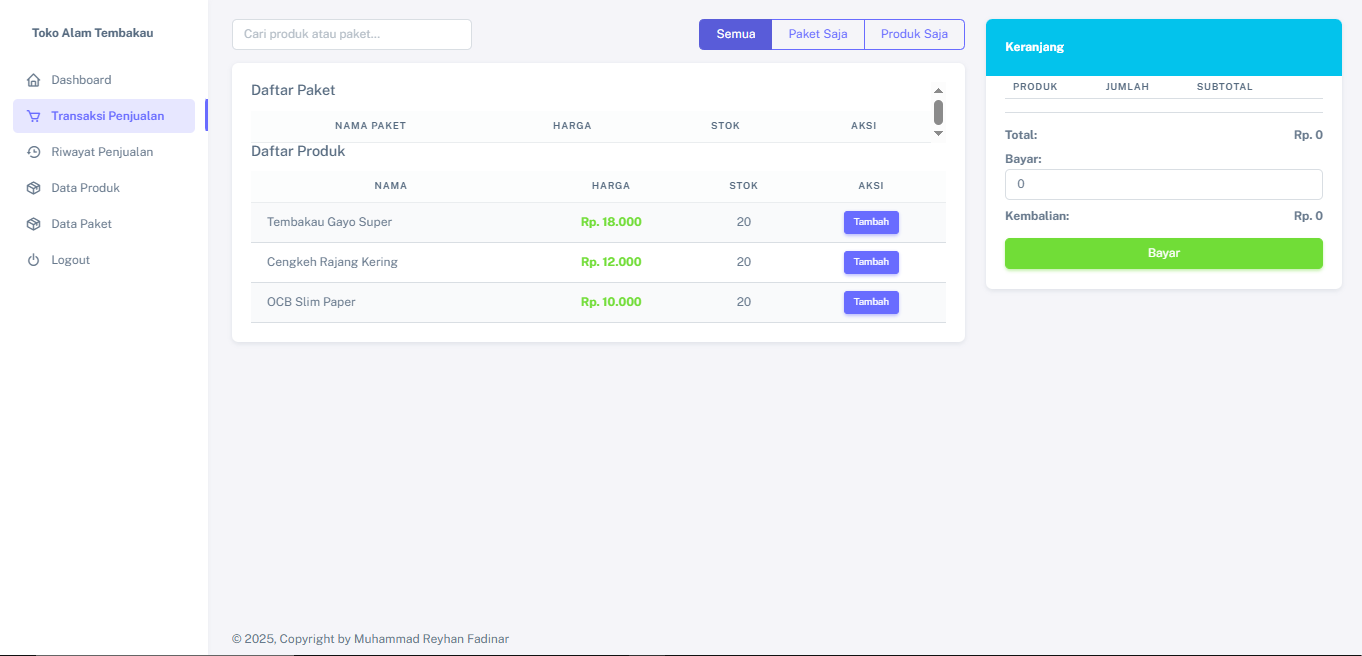 Toko Alam Tembakau
Dashboard
Transaksi Penjualan
Riwayat Penjualan
Data Produk
Data Paket
Logout
Cari produk atau paket...
Semua Paket Saja Produk Saja
Daftar Paket
NAMA PAKET HARGA STOK AKSI
Daftar Produk
NAMA HARGA STOK AKSI
Tembakau Gayo Super Rp. 18.000 20 Tambah
Cengkeh Rajang Kering Rp. 12.000 20 Tambah
OCB Slim Paper Rp. 10.000 20 Tambah
Keranjang
PRODUK JUMLAH SUBTOTAL
Total: Rp. 0
Bayar:
0
Kembalian: Rp. 0
Bayar
© 2025, Copyright by Muhammad Reyhan Fadinar